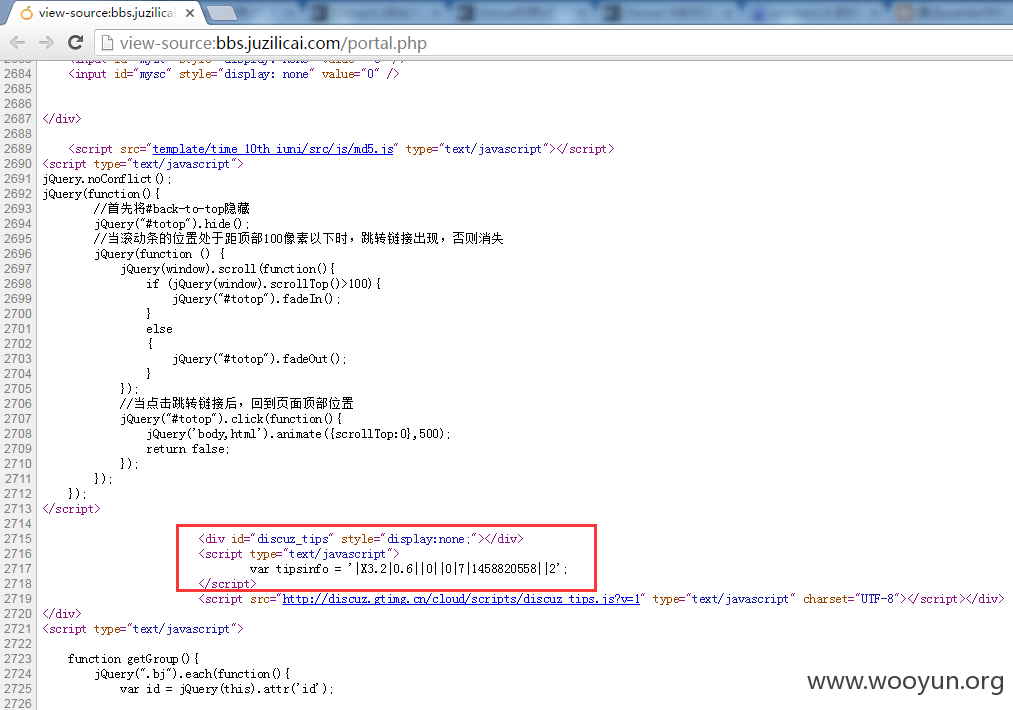 view-source:bbs.juzilicai
view-source:bbs.juzilicai.com/portal.php
2684 <input id="mysc" style="display: none" value="0" />
2685
2686
2687 </div>
2688
2689 <script src="template/time_10th_iuni/src/js/md5.js" type="text/javascript"></script>
2690 <script type="text/javascript">
2691 jQuery.noConflict();
2692 jQuery(function(){
2693 //首先将#back-to-top隐藏
2694 jQuery("#totop").hide();
2695 //当滚动条的位置处于距顶部100像素以下时，跳转链接出现，否则消失
2696 jQuery(function () {
2697 jQuery(window).scroll(function(){
2698 if (jQuery(window).scrollTop()>100){
2699 jQuery("#totop").fadeIn();
2700 }
2701 else
2702 {
2703 jQuery("#totop").fadeOut();
2704 }
2705 });
2706 //当点击跳转链接后，回到页面顶部位置
2707 jQuery("#totop").click(function(){
2708 jQuery('body,html').animate({scrollTop:0},500);
2709 return false;
2710 });
2711 });
2712 });
2713 </script>
2714
2715 <div id="discuz_tips" style="display:none;"></div>
2716 <script type="text/javascript">
2717 var tipsinfo = '|X3.2|0.6||0||0|7|1458820558||2';
2718 </script>
2719 <script src="http://discuz.gtimg.cn/cloud/scripts/discuz_tips.js?v=1" type="text/javascript" charset="UTF-8"></script></div>
2720 </div>
2721 <script type="text/javascript">
2722
2723 function getGroup(){
2724 jQuery(".bj").each(function(){
2725 var id = jQuery(this).attr('id');
2726
www.wooyun.org